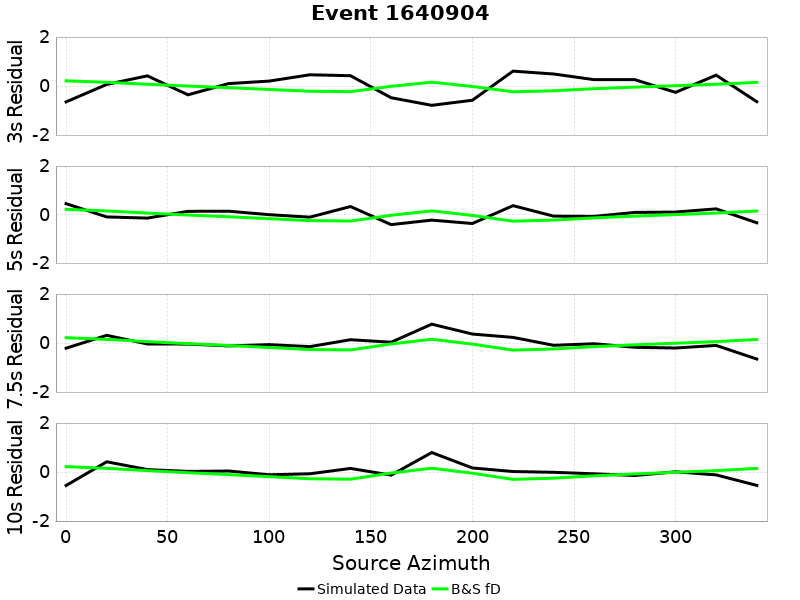 Event 1640904
3s Residual
2
0
-2
5s Residual
2
0
-2
7.5s Residual
2
0
-2
10s Residual
2
0
-2
0 50 100 150 200 250 300
Source Azimuth
Simulated Data B&S fD